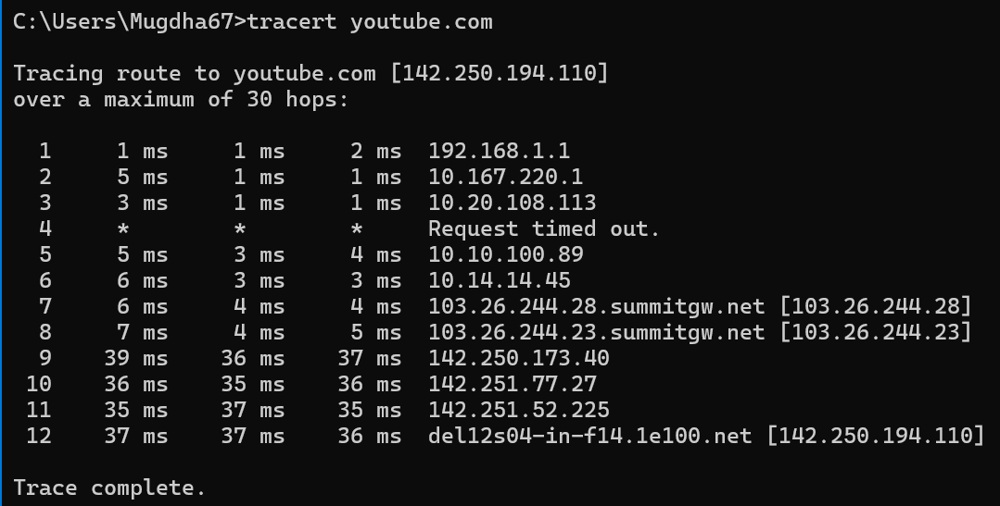 C:\Users\Mugdha67>tracert youtube.com
Tracing route to youtube.com [142.250.194.110]
over a maximum of 30 hops:
1 1 ms 1 ms 2 ms 192.168.1.1
2 5 ms 1 ms 1 ms 10.167.220.1
3 3 ms 1 ms 1 ms 10.20.108.113
4 * * * Request timed out.
5 5 ms 3 ms 4 ms 10.10.100.89
6 6 ms 3 ms 3 ms 10.14.14.45
7 6 ms 4 ms 4 ms 103.26.244.28.summitgw.net [103.26.244.28]
8 7 ms 4 ms 5 ms 103.26.244.23.summitgw.net [103.26.244.23]
9 39 ms 36 ms 37 ms 142.250.173.40
10 36 ms 35 ms 36 ms 142.251.77.27
11 35 ms 37 ms 35 ms 142.251.52.225
12 37 ms 37 ms 36 ms del12s04-in-f14.1e100.net [142.250.194.110]
Trace complete.